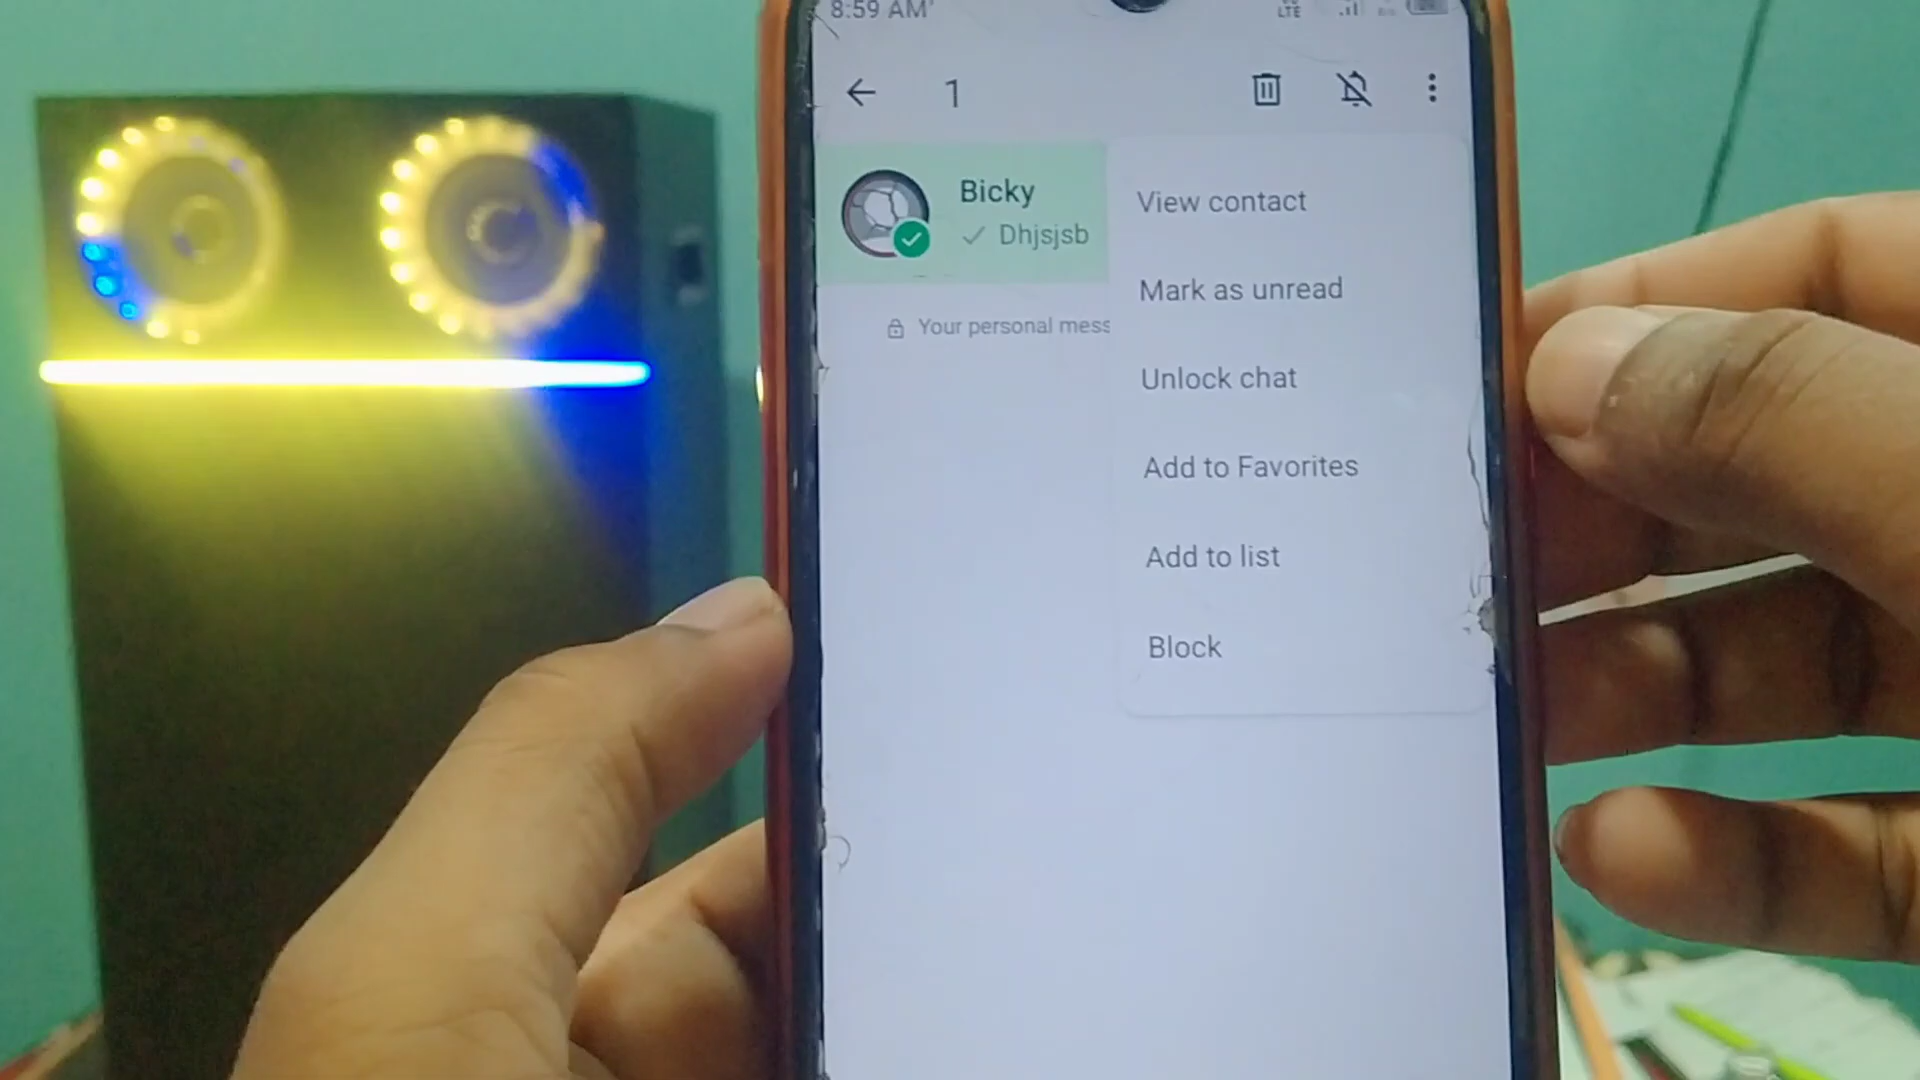 8:59 AM
LTE
1
Bicky
Dhjsjsb
Your personal mess
View contact
Mark as unread
Unlock chat
Add to Favorites
Add to list
Block